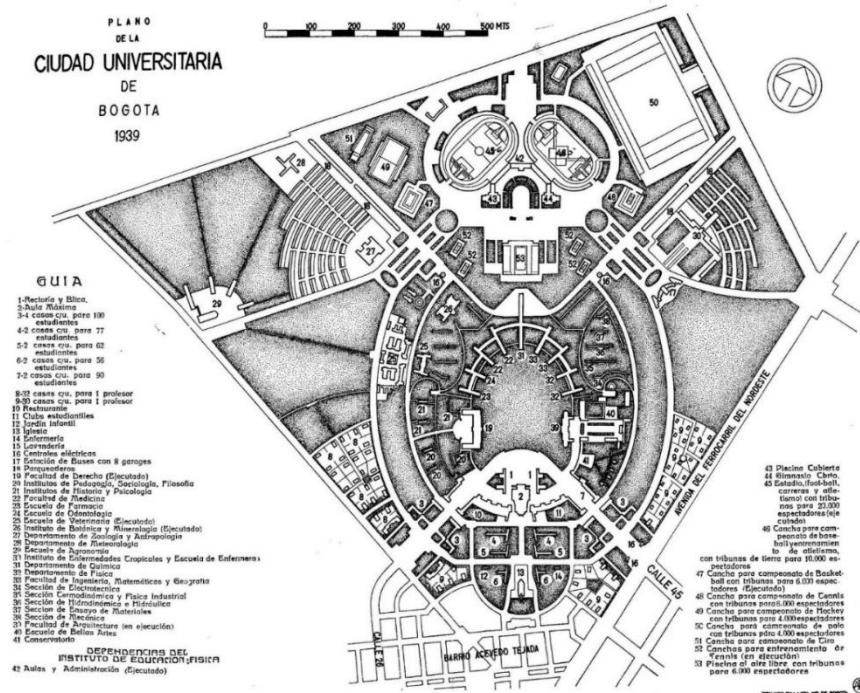 PLANO
DE LA
CIUDAD UNIVERSITARIA
DE
BOGOTA
1939
0 100 200 300 400 500 MTS
GUIA
1-Rectoría y Blica.
2-Aula Máxima
3-4 casas c/u. para 100
estudiantes
4-2 casas c/u. para 77
estudiantes
5-2 casas c/u. para 62
estudiantes
6-2 casas c/u. para 56
estudiantes
7-2 casas c/u. para 90
estudiantes
8-32 casas c/u. para 1 profesor
9-30 casas c/u. para 1 profesor
10 Restaurante
11 Clubs estudiantiles
12 Jardin infantil
13 Iglesia
14 Enfermería
15 Lavandería
16 Centrales eléctricas
17 Estación de Buses con 8 garages
18 Parqueaderos
19 Facultad de Derecho (Ejecutado)
20 Institutos de Pedagogía, Sociología, Filosofía
21 Institutos de Historia y Psicología
22 Facultad de Medicina
23 Escuela de Farmacia
24 Escuela de Odontología
25 Escuela de Veterinaria (Ejecutado)
26 Instituto de Botánica y Mineralogía (Ejecutado)
27 Departamento de Zoología y Antropología
28 Departamento de Meteorología
29 Escuela de Agronomía
30 Instituto de Enfermedades Tropicales y Escuela de Enfermeras
31 Departamento de Química
32 Departamento de Física
33 Facultad de Ingeniería, Matemáticas y Geografía
34 Sección de Electrotecnia
35 Sección Termodinámica y Física Industrial
36 Sección de Hidrodinámica e Hidráulica
37 Sección de Ensayo de Materiales
38 Sección de Mecánica
39 Facultad de Arquitectura (en ejecución)
40 Escuela de Bellas Artes
41 Conservatorio
DEPENDENCIAS DEL
INSTITUTO DE EDUCACION FISICA
42 Aulas y Administración (Ejecutado)
43 Piscina Cubierta
44 Gimnasio Cbrto.
45 Estadio, (foot-ball,
carreras y atle-
tismo) con tribu-
nas para 20.000
espectadores (eje
cutado)
46 Cancha para cam-
peonato de base-
ball y entrenamien
to de atletismo,
con tribunas de tierra para 10.000 es-
pectadores
47 Cancha para campeonato de Basket-
ball con tribunas para 6.000 espec-
tadores (Ejecutado)
48 Cancha para campeonato de Tennis
con tribunas para 6.000 espectadores
49 Cancha para campeonato de Hockey
con tribunas para 4.000 espectadores
50 Cancha para campeonato de polo
con tribunas para 4.000 espectadores
51 Cancha para campeonato de Tiro
52 Canchas para entrenamiento de
Tennis (en ejecución)
53 Piscina al aire libre con tribunas
para 6.000 espectadores
AVENIDA DEL FERROCARRIL DEL NORDESTE
CALLE 45
CALLE 26
BARRIO ACEVEDO TEJADA